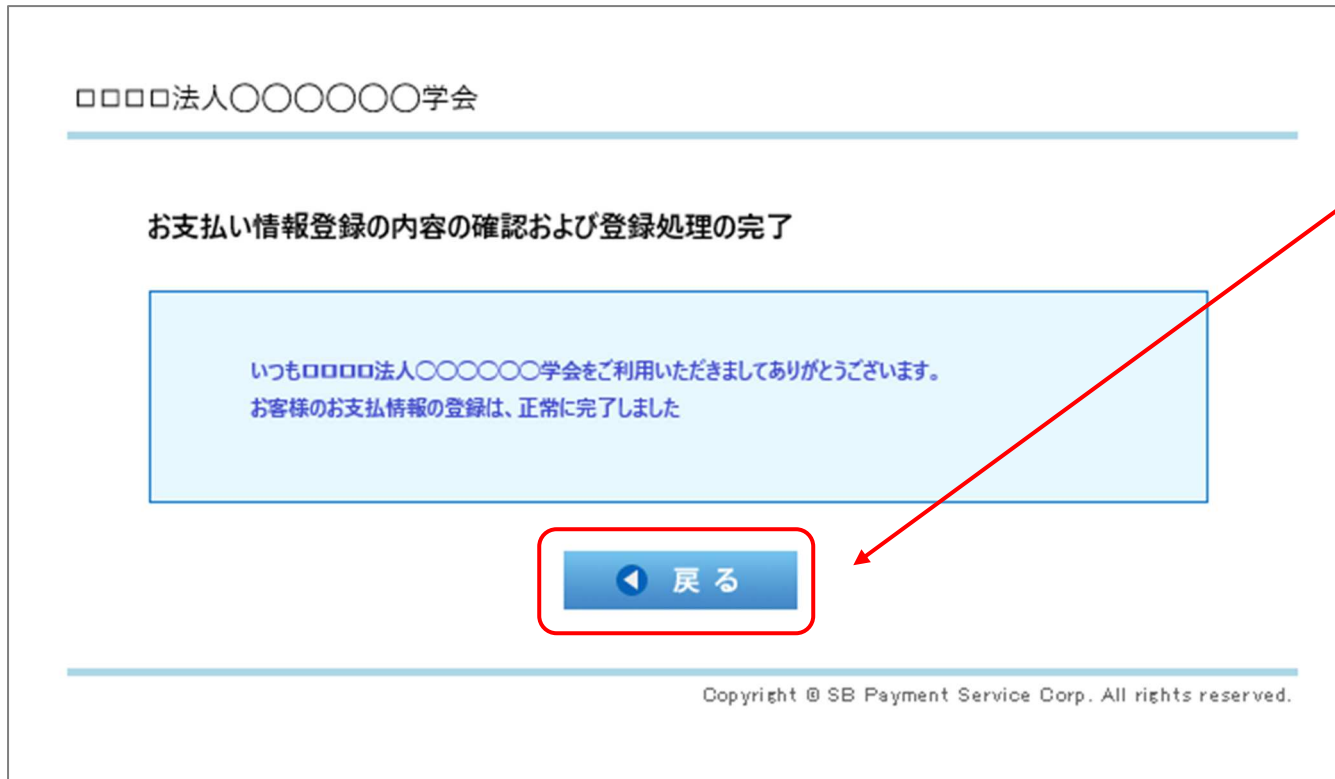 □□□□法人〇〇〇〇〇〇学会
お支払い情報登録の内容の確認および登録処理の完了
いつも□□□□法人〇〇〇〇〇〇学会をご利用いただきましてありがとうございます。
お客様のお支払情報の登録は、正常に完了しました
戻る
Copyright © SB Payment Service Corp. All rights reserved.